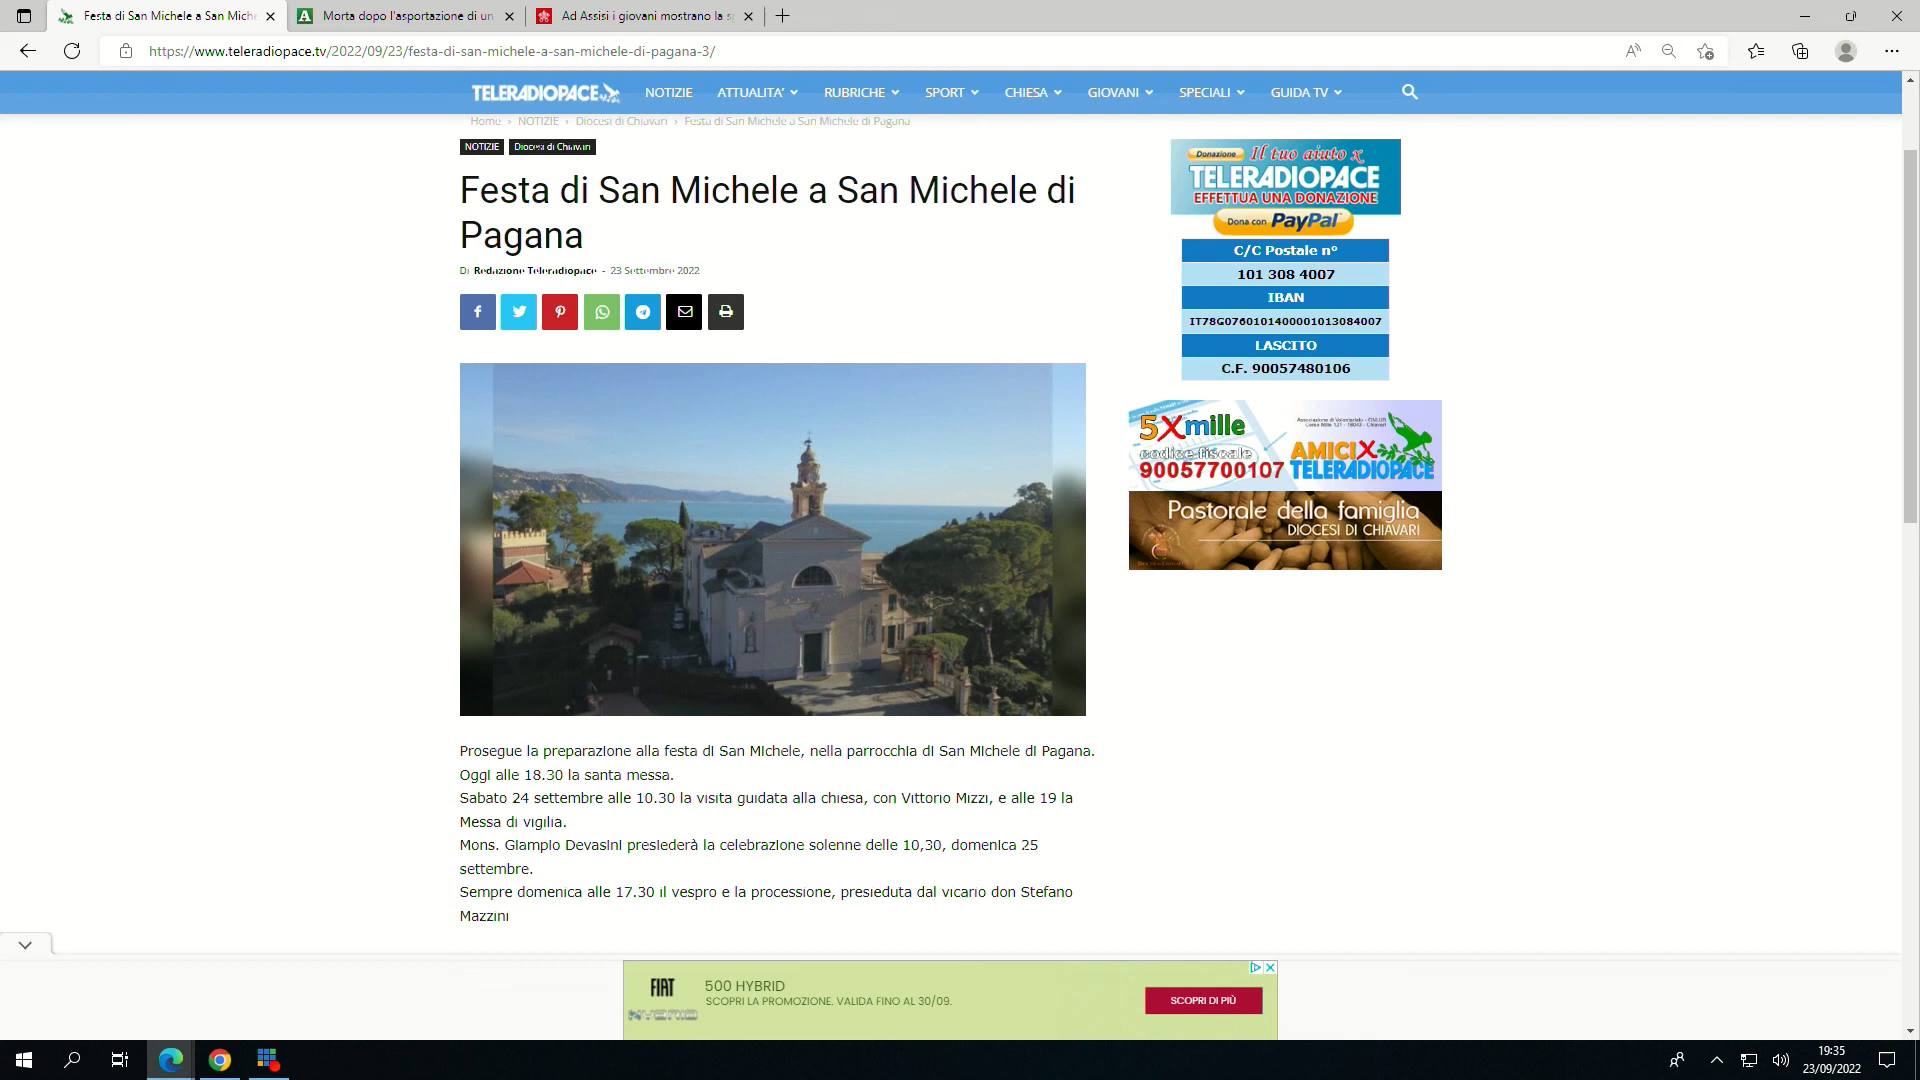 Festa di San Michele a San Miche
Morta dopo l'asportazione di un
Ad Assisi i giovani mostrano la s
https://www.teleradiopace.tv/2022/09/23/festa-di-san-michele-a-san-michele-di-pagana-3/
TELERADIOPACE
NOTIZIE
ATTUALITA'
RUBRICHE
SPORT
CHIESA
GIOVANI
SPECIALI
GUIDA TV
Home › NOTIZIE › Diocesi di Chiavari › Festa di San Michele a San Michele di Pagana
NOTIZIE
Diocesi di Chiavari
Festa di San Michele a San Michele di
Pagana
Di Redazione Teleradiopace - 23 Settembre 2022
Prosegue la preparazione alla festa di San Michele, nella parrocchia di San Michele di Pagana.
Oggi alle 18.30 la santa messa.
Sabato 24 settembre alle 10.30 la visita guidata alla chiesa, con Vittorio Mizzi, e alle 19 la
Messa di vigilia.
Mons. Giampio Devasini presiederà la celebrazione solenne delle 10,30, domenica 25
settembre.
Sempre domenica alle 17.30 il vespro e la processione, presieduta dal vicario don Stefano
Mazzini
Donazione Il tuo aiuto x
TELERADIOPACE
EFFETTUA UNA DONAZIONE
Dona con PayPal
C/C Postale n°
101 308 4007
IBAN
IT78G0760101400001013084007
LASCITO
C.F. 90057480106
5Xmille
codice fiscale
90057700107
Associazione di Volontariato - ONLUS
AMICI X
TELERADIOPACE
Pastorale della famiglia
DIOCESI DI CHIAVARI
FIAT
HYBRID
500 HYBRID
SCOPRI LA PROMOZIONE. VALIDA FINO AL 30/09.
SCOPRI DI PIÙ
19:35
23/09/2022